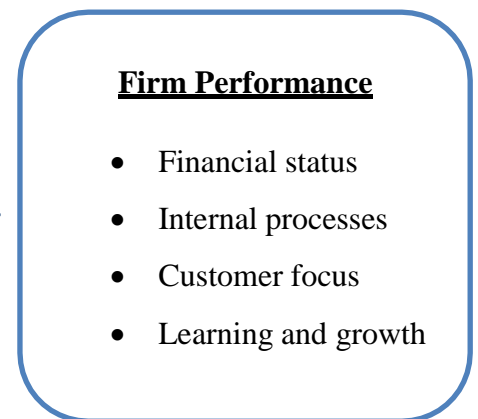 Firm Performance
• Financial status
• Internal processes
• Customer focus
• Learning and growth